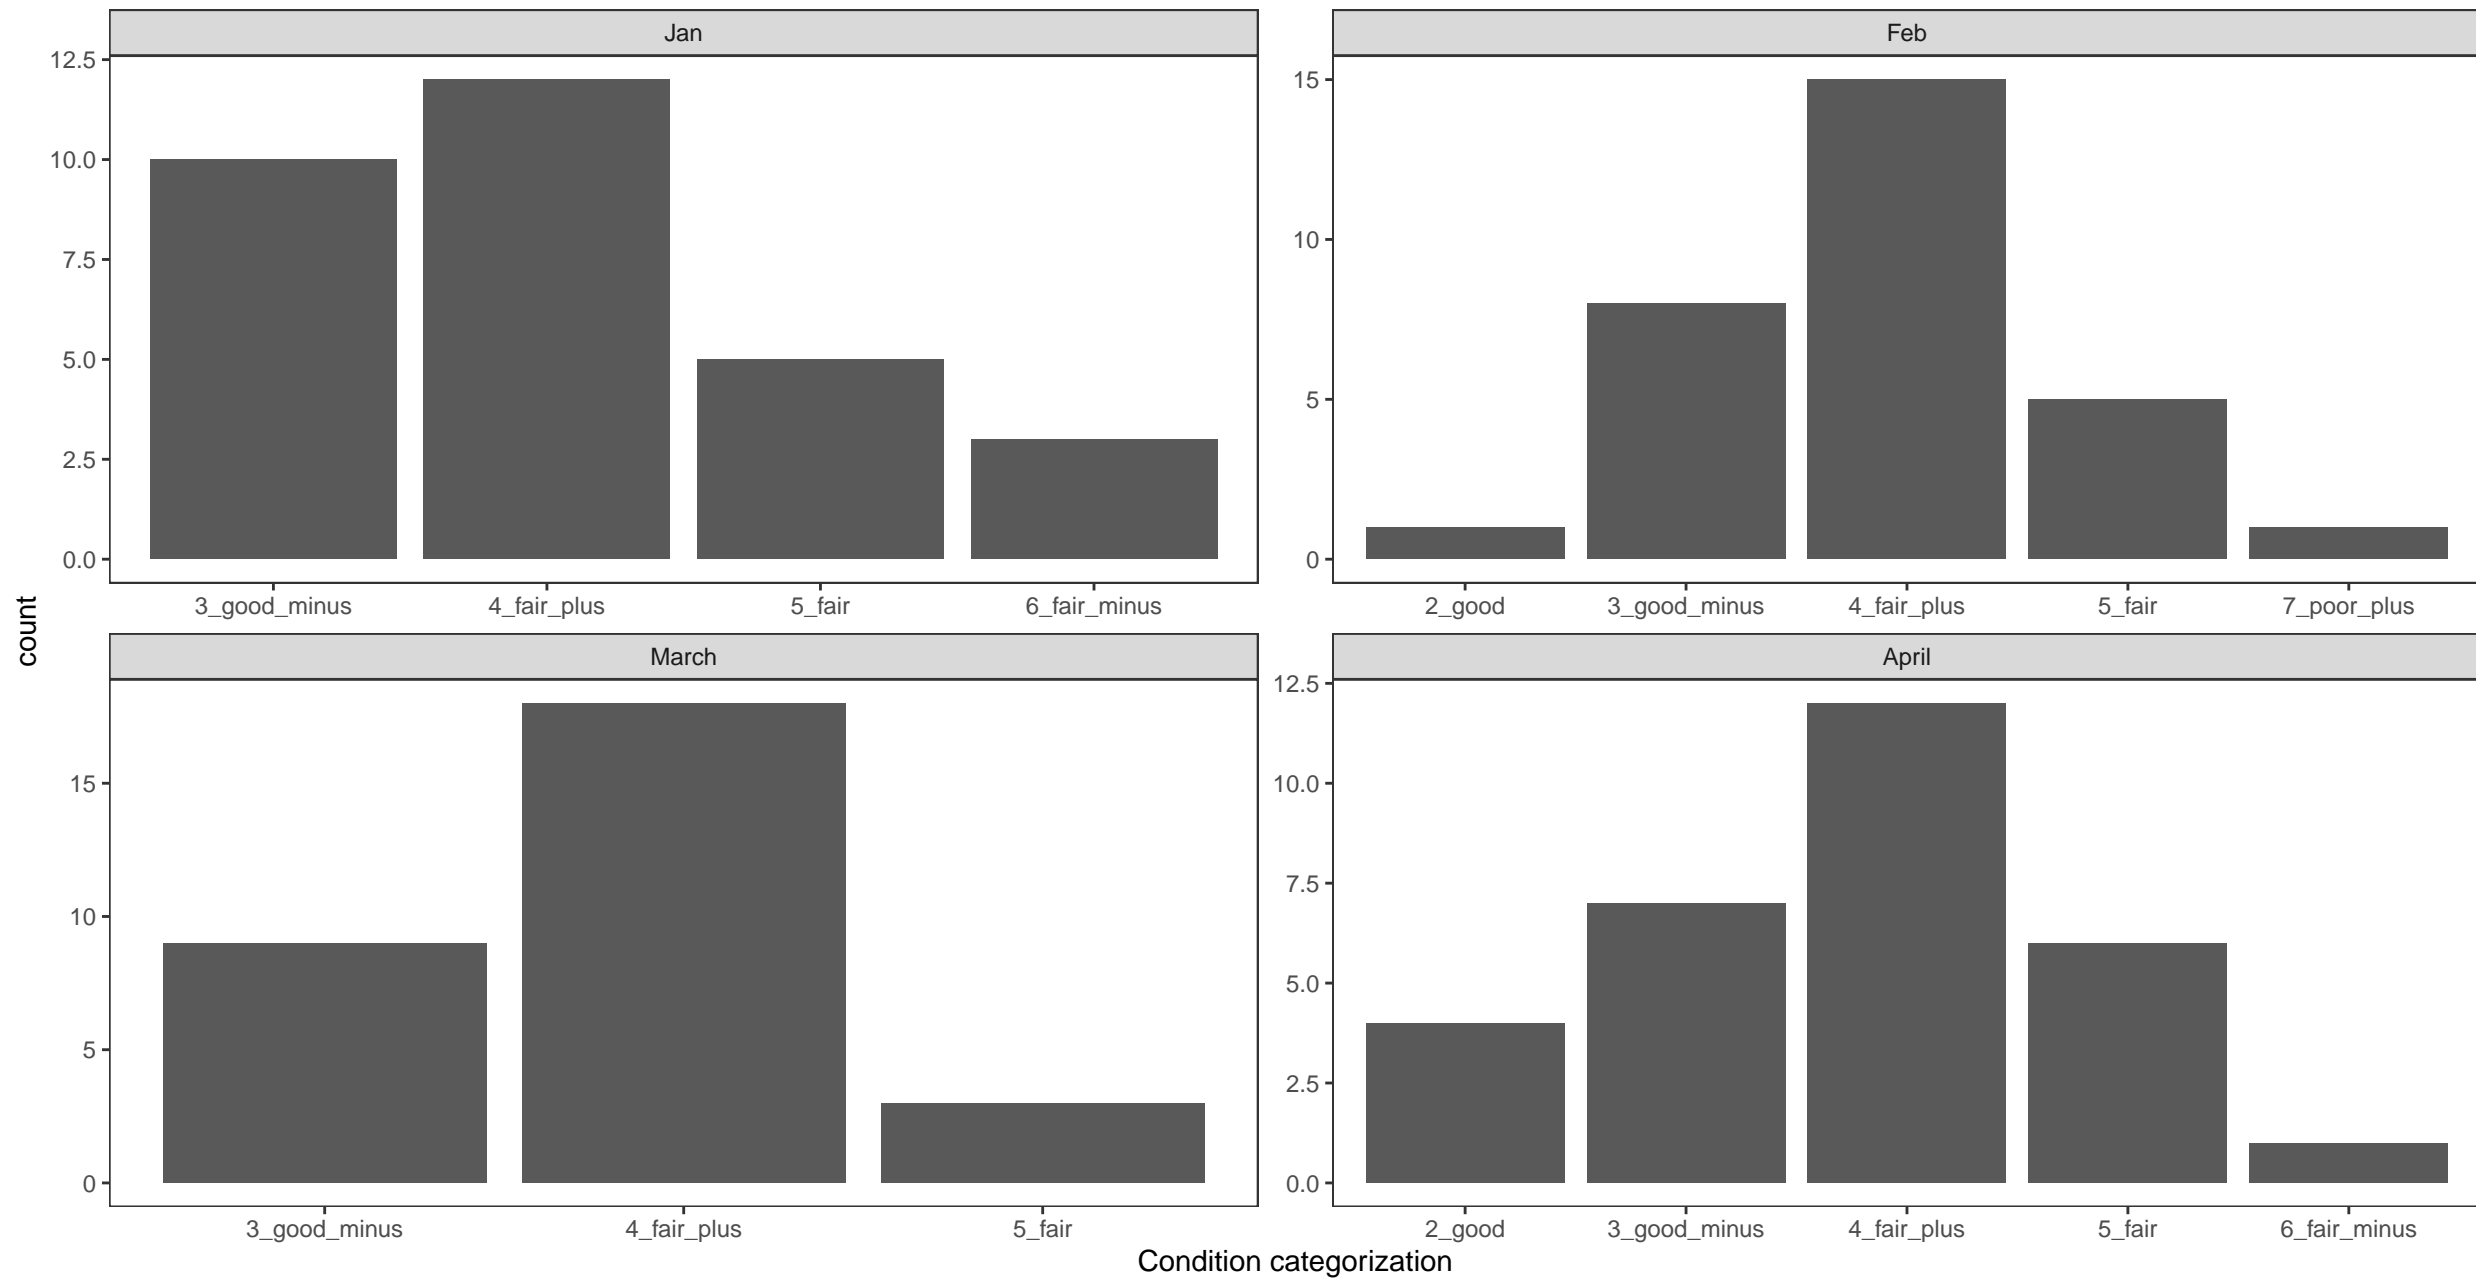 Jan
12.5
10.0
7.5
5.0
2.5
0.0
3_good_minus 4_fair_plus 5_fair 6_fair_minus
Feb
15
10
5
0
2_good 3_good_minus 4_fair_plus 5_fair 7_poor_plus
count
March
15
10
5
0
3_good_minus 4_fair_plus 5_fair
April
12.5
10.0
7.5
5.0
2.5
0.0
2_good 3_good_minus 4_fair_plus 5_fair 6_fair_minus
Condition categorization